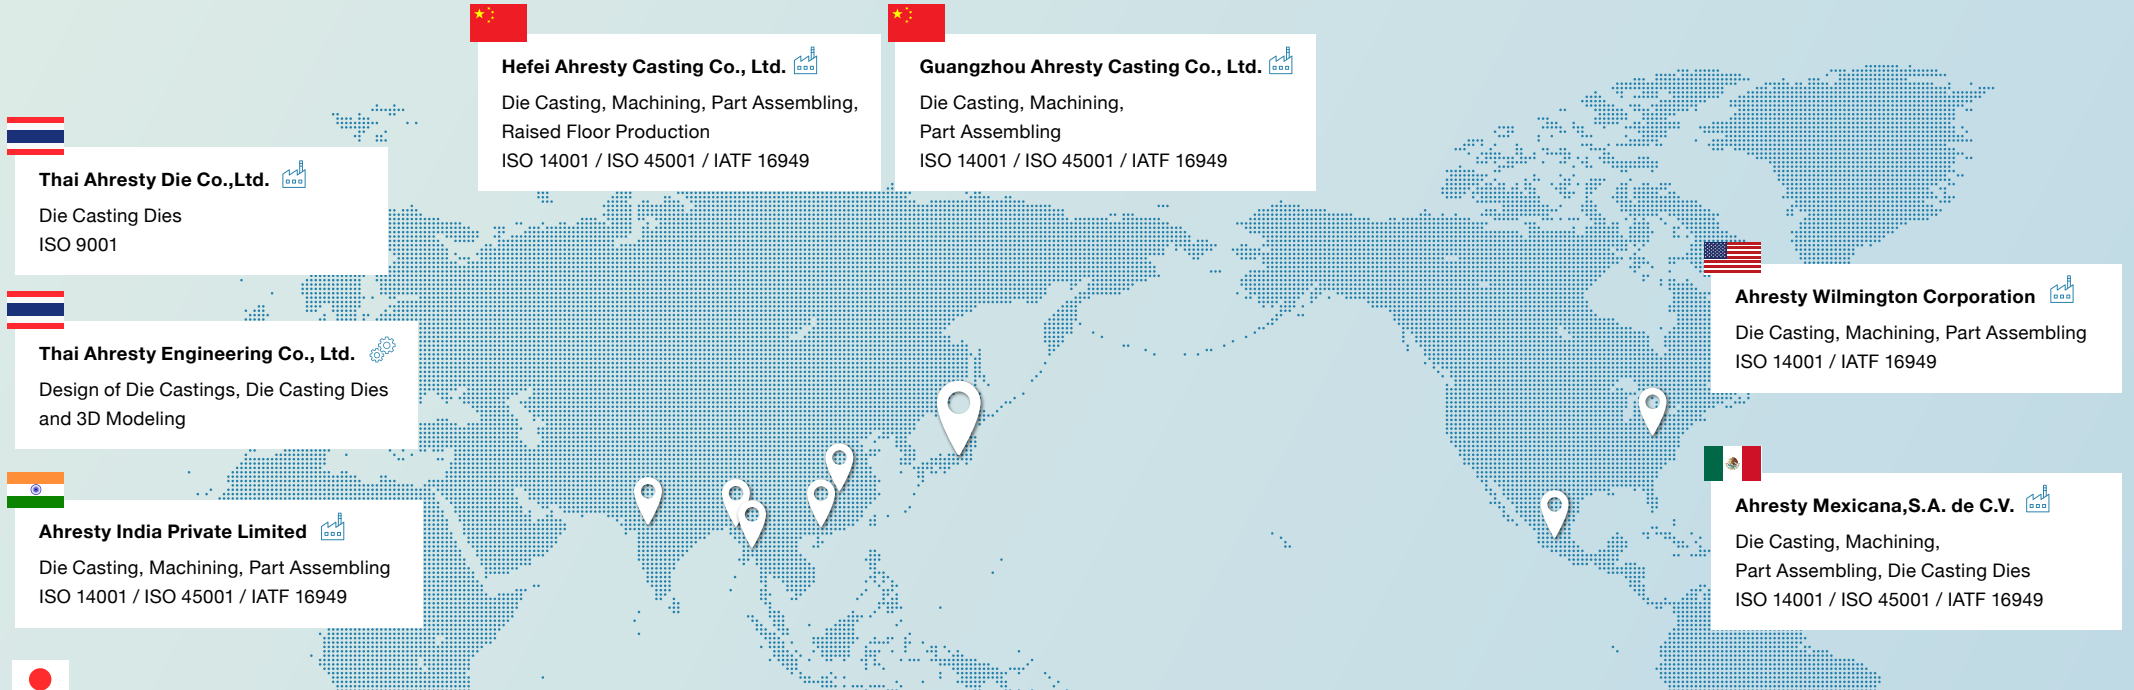 Hefei Ahresty Casting Co., Ltd.
Die Casting, Machining, Part Assembling,
Raised Floor Production
ISO 14001 / ISO 45001 / IATF 16949
Guangzhou Ahresty Casting Co., Ltd.
Die Casting, Machining,
Part Assembling
ISO 14001 / ISO 45001 / IATF 16949
Thai Ahresty Die Co.,Ltd.
Die Casting Dies
ISO 9001
Thai Ahresty Engineering Co., Ltd.
Design of Die Castings, Die Casting Dies
and 3D Modeling
Ahresty India Private Limited
Die Casting, Machining, Part Assembling
ISO 14001 / ISO 45001 / IATF 16949
Ahresty Wilmington Corporation
Die Casting, Machining, Part Assembling
ISO 14001 / IATF 16949
Ahresty Mexicana,S.A. de C.V.
Die Casting, Machining,
Part Assembling, Die Casting Dies
ISO 14001 / ISO 45001 / IATF 16949